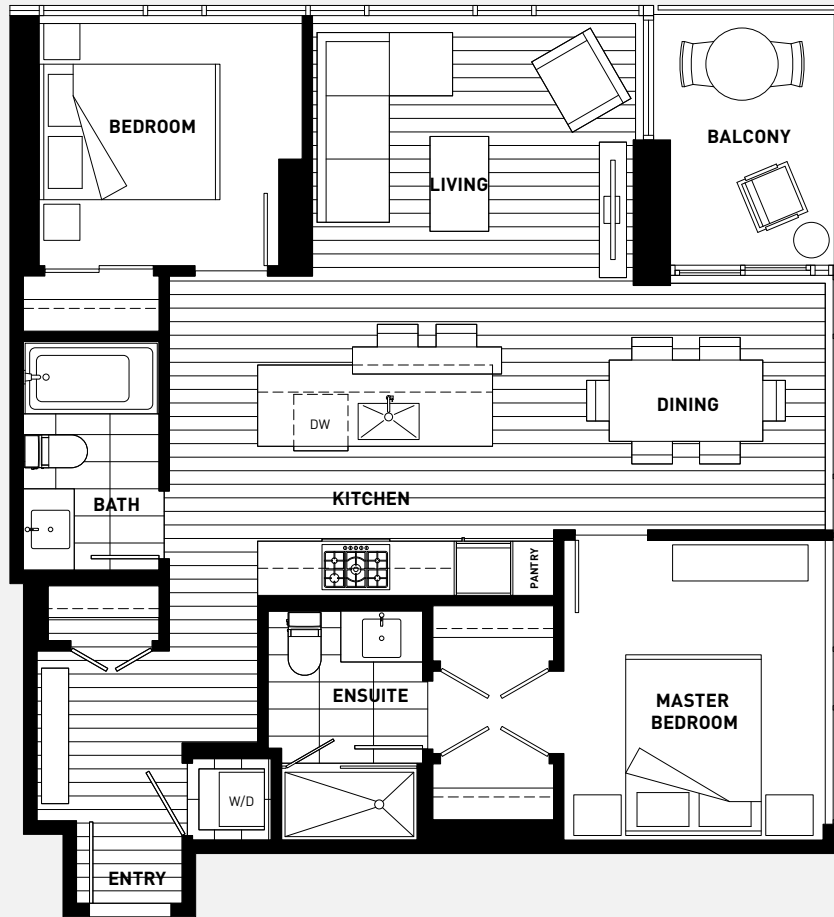 BEDROOM
BALCONY
LIVING
DINING
DW
KITCHEN
BATH
PANTRY
ENSUITE
MASTER
BEDROOM
W/D
ENTRY